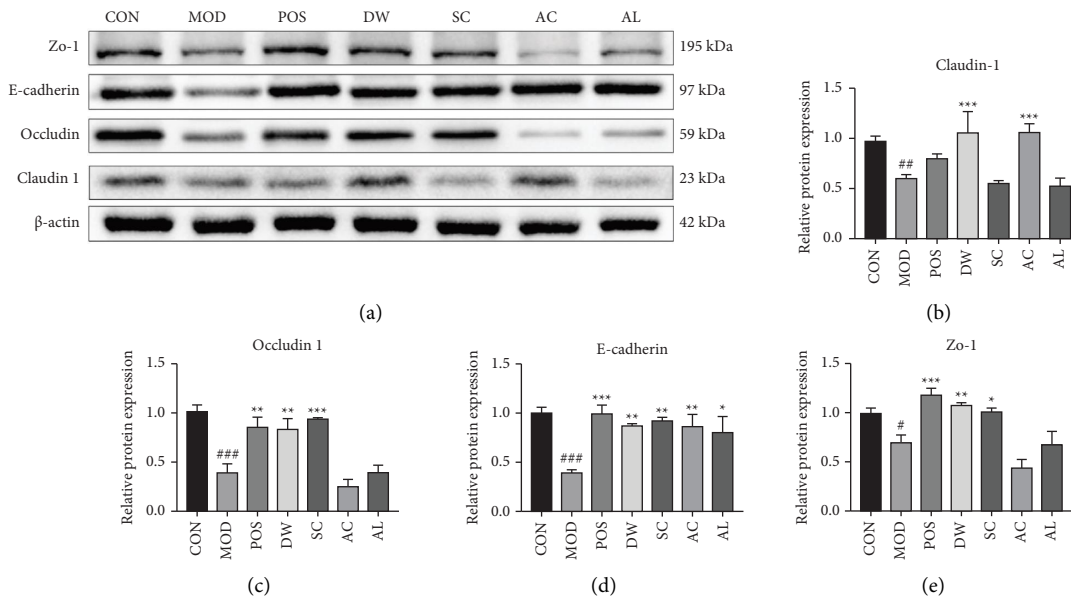 CON MOD POS DW SC AC AL
Zo-1 195 kDa
E-cadherin 97 kDa
Occludin 59 kDa
Claudin 1 23 kDa
β-actin 42 kDa
(a)
Claudin-1
Relative protein expression
1.5
1.0
0.5
0.0
## *** ***
CON MOD POS DW SC AC AL
(b)
Occludin 1
Relative protein expression
1.5
1.0
0.5
0.0
### ** ** ***
CON MOD POS DW SC AC AL
(c)
E-cadherin
Relative protein expression
1.5
1.0
0.5
0.0
### *** ** ** ** *
CON MOD POS DW SC AC AL
(d)
Zo-1
Relative protein expression
1.5
1.0
0.5
0.0
# *** ** *
CON MOD POS DW SC AC AL
(e)